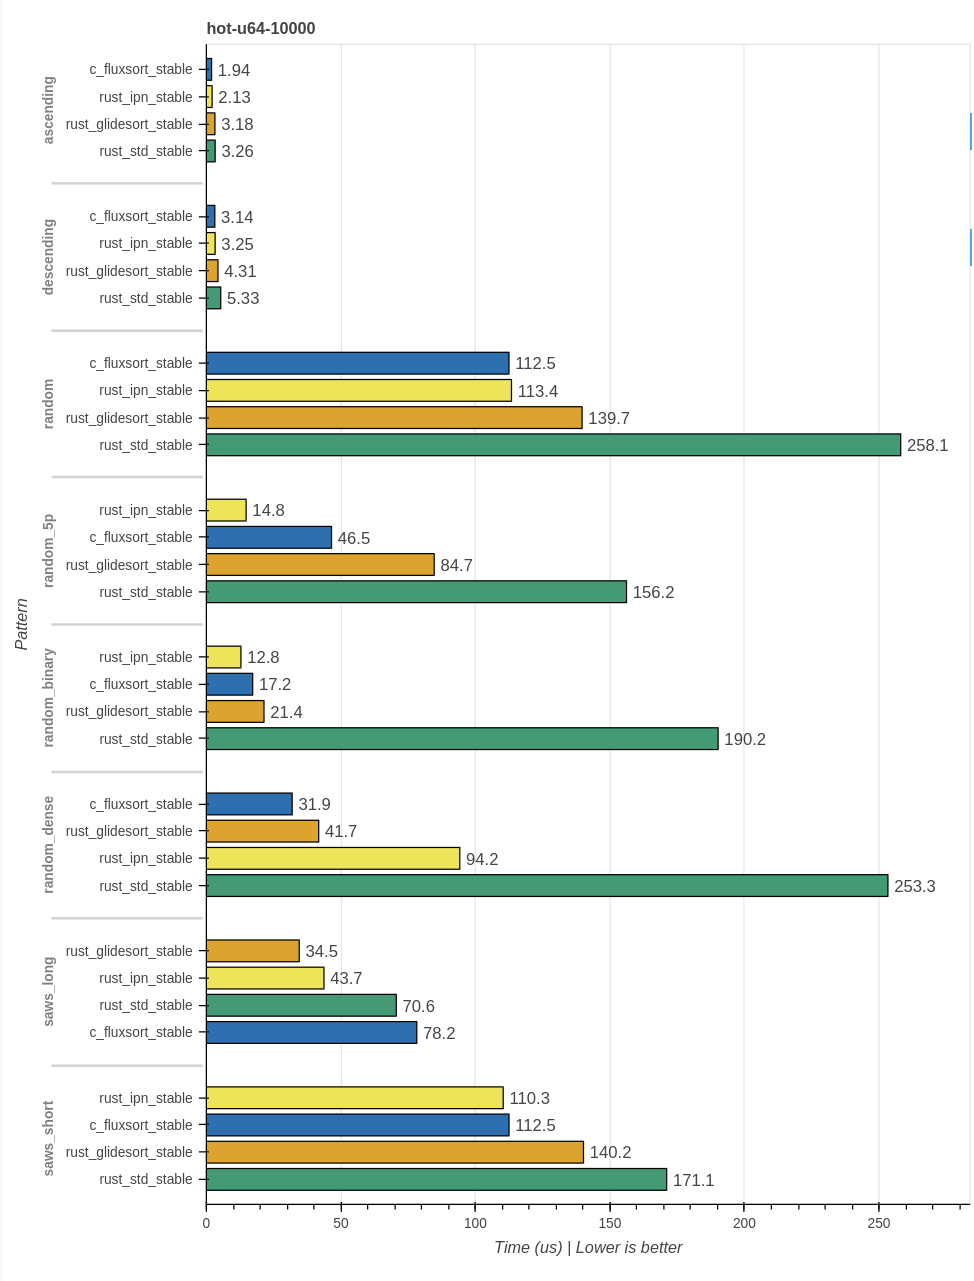 hot-u64-10000
Pattern
ascending
c_fluxsort_stable 1.94
rust_ipn_stable 2.13
rust_glidesort_stable 3.18
rust_std_stable 3.26
descending
c_fluxsort_stable 3.14
rust_ipn_stable 3.25
rust_glidesort_stable 4.31
rust_std_stable 5.33
random
c_fluxsort_stable 112.5
rust_ipn_stable 113.4
rust_glidesort_stable 139.7
rust_std_stable 258.1
random_5p
rust_ipn_stable 14.8
c_fluxsort_stable 46.5
rust_glidesort_stable 84.7
rust_std_stable 156.2
random_binary
rust_ipn_stable 12.8
c_fluxsort_stable 17.2
rust_glidesort_stable 21.4
rust_std_stable 190.2
random_dense
c_fluxsort_stable 31.9
rust_glidesort_stable 41.7
rust_ipn_stable 94.2
rust_std_stable 253.3
saws_long
rust_glidesort_stable 34.5
rust_ipn_stable 43.7
rust_std_stable 70.6
c_fluxsort_stable 78.2
saws_short
rust_ipn_stable 110.3
c_fluxsort_stable 112.5
rust_glidesort_stable 140.2
rust_std_stable 171.1
0 50 100 150 200 250
Time (us) | Lower is better